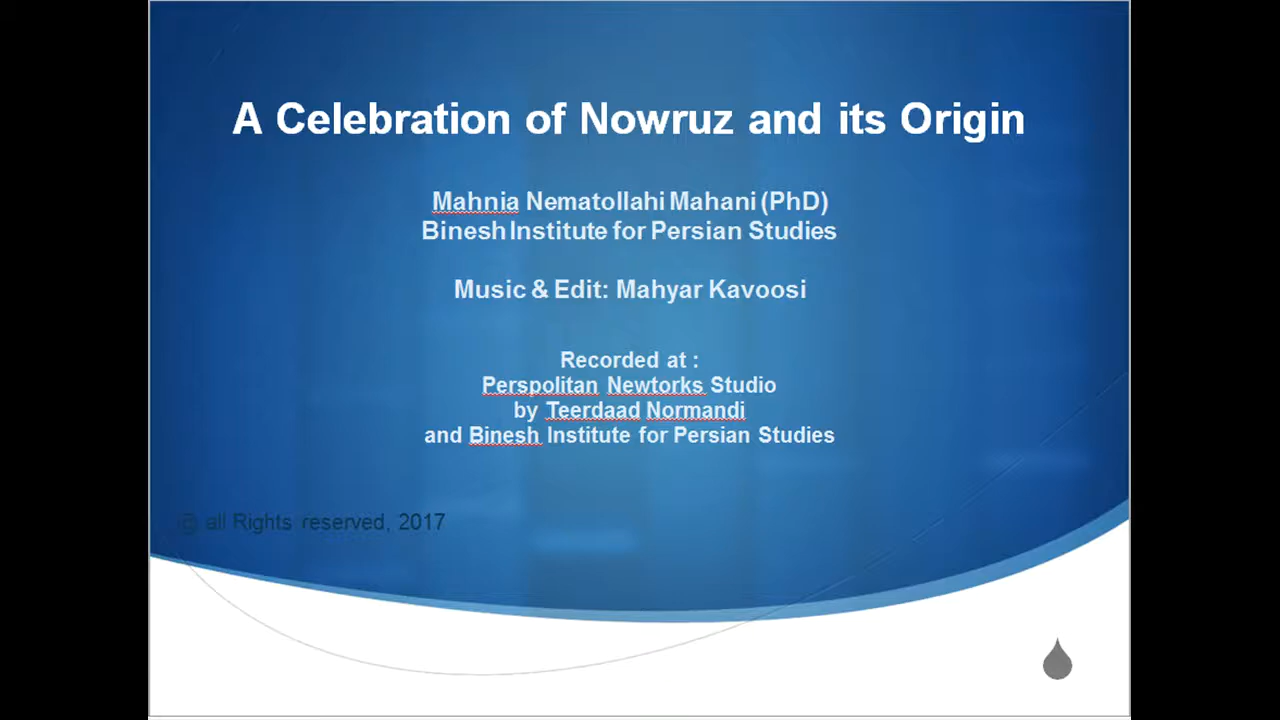 A Celebration of Nowruz and its Origin
Mahnia Nematollahi Mahani (PhD)
Binesh Institute for Persian Studies
Music & Edit: Mahyar Kavoosi
Recorded at :
Perspolitan Newtorks Studio
by Teerdaad Normandi
and Binesh Institute for Persian Studies
@ all Rights reserved, 2017